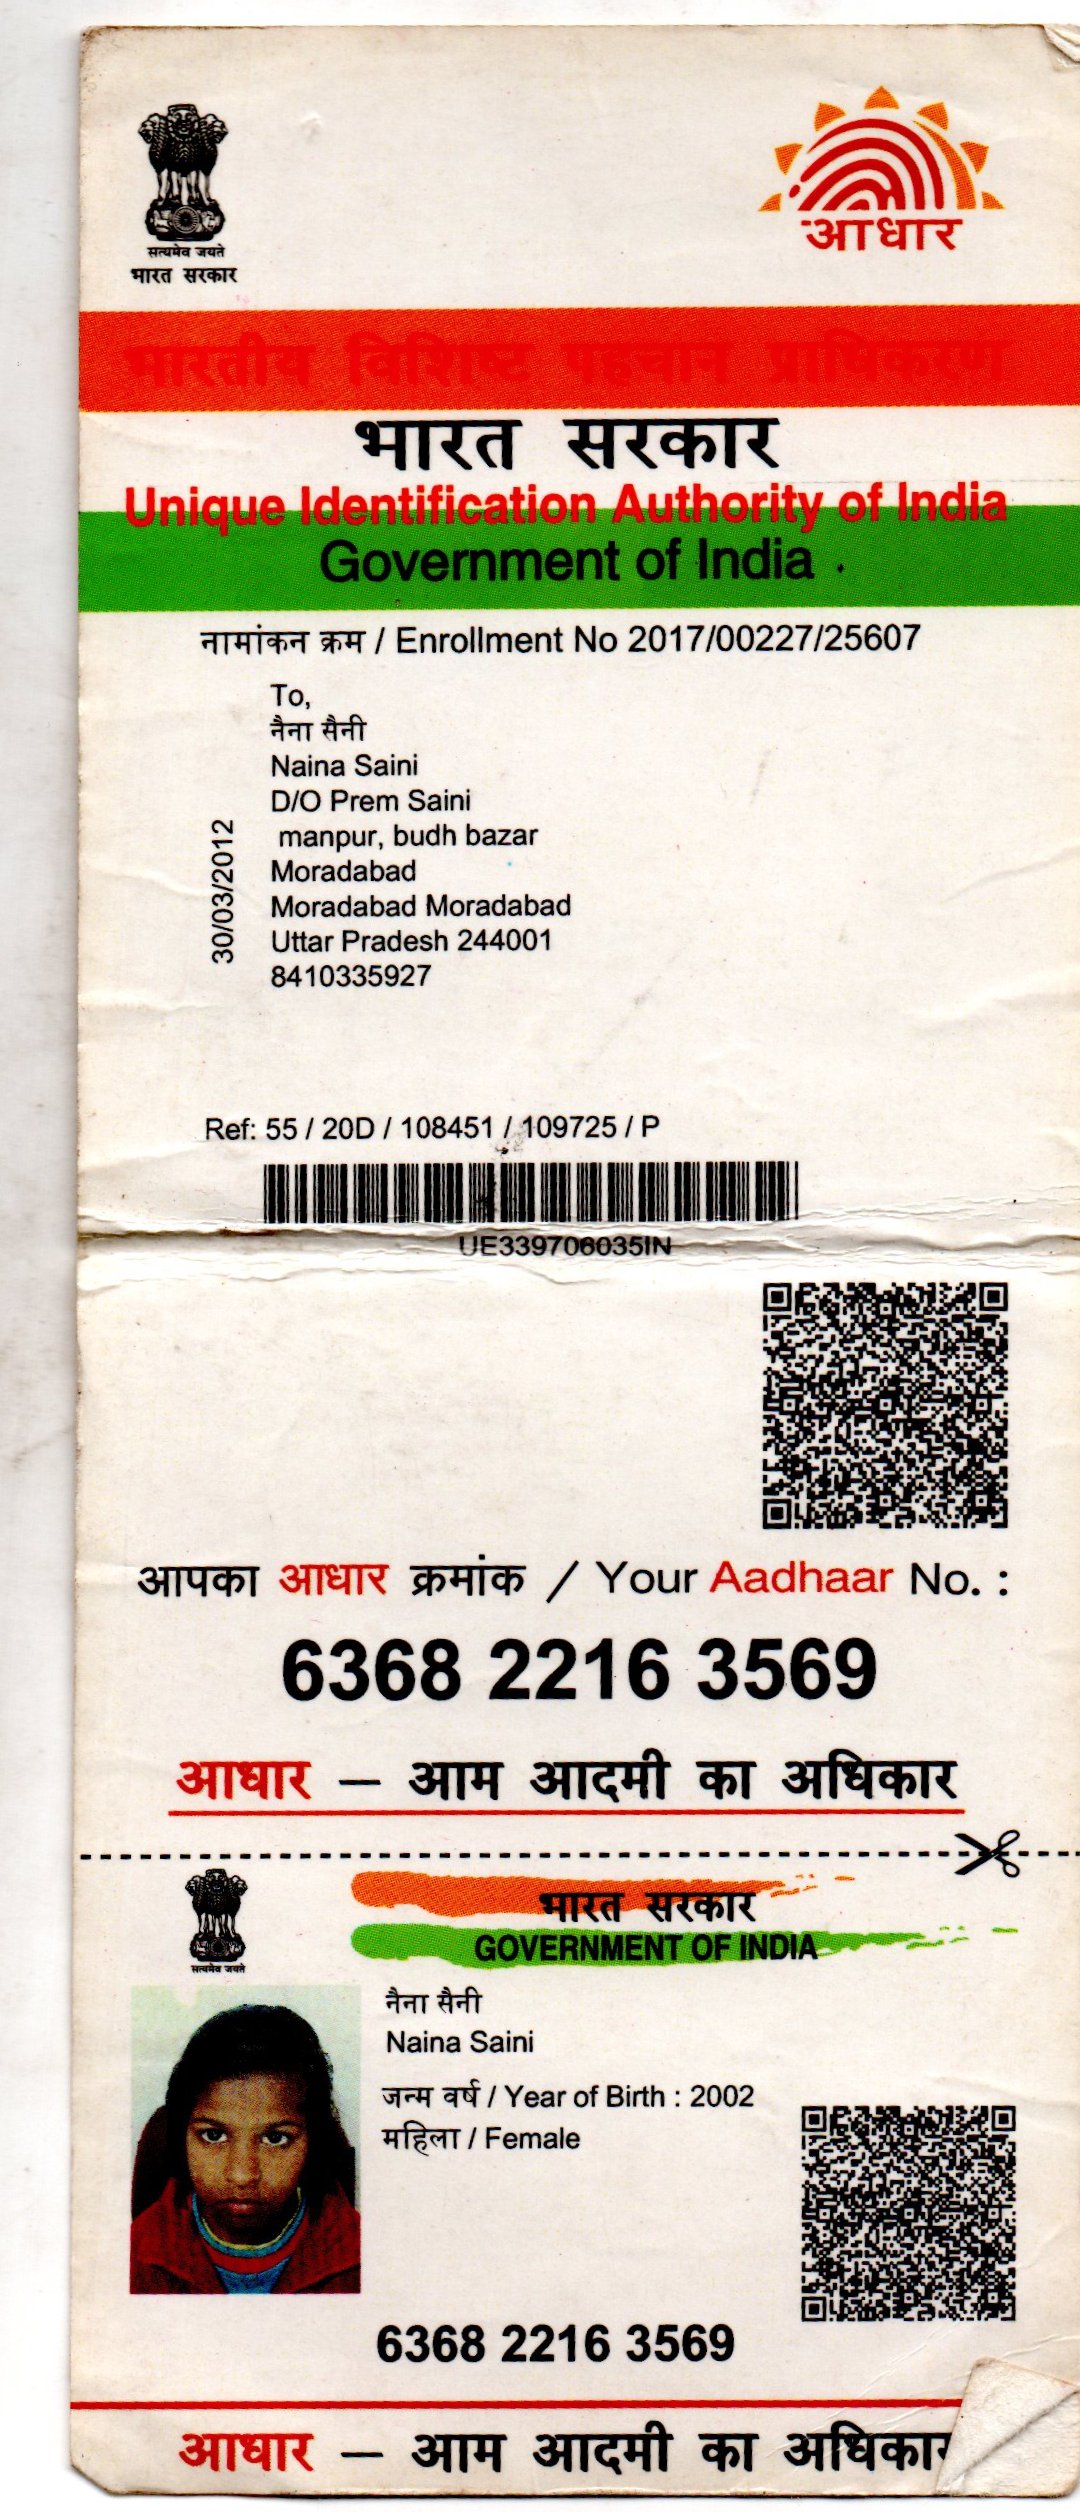 सत्यमेव जयते
भारत सरकार
आधार
भारतीय विशिष्ट पहचान प्राधिकरण
भारत सरकार
Unique Identification Authority of India
Government of India
नामांकन क्रम / Enrollment No 2017/00227/25607
To,
नैना सैनी
Naina Saini
D/O Prem Saini
manpur, budh bazar
Moradabad
Moradabad Moradabad
Uttar Pradesh 244001
8410335927
30/03/2012
Ref: 55 / 20D / 108451 / 109725 / P
UE339706035IN
आपका आधार क्रमांक / Your Aadhaar No. :
6368 2216 3569
आधार – आम आदमी का अधिकार
सत्यमेव जयते
भारत सरकार
GOVERNMENT OF INDIA
नैना सैनी
Naina Saini
जन्म वर्ष / Year of Birth : 2002
महिला / Female
6368 2216 3569
आधार – आम आदमी का अधिकार